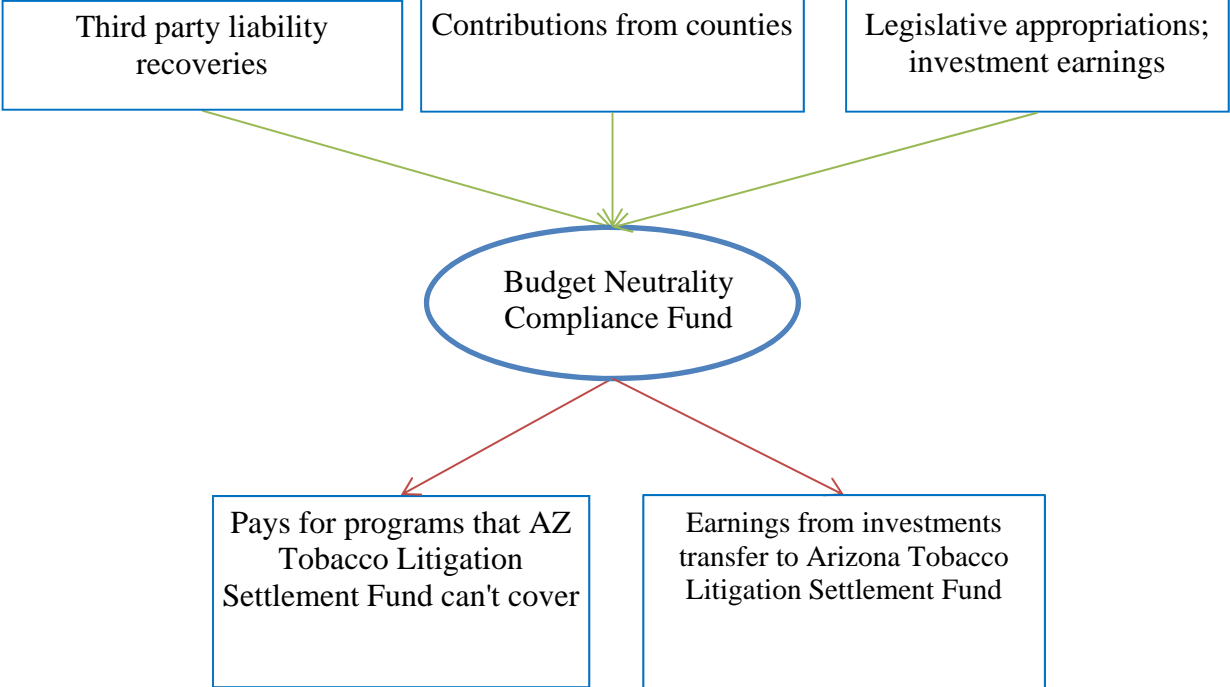 Third party liability
recoveries
Contributions from counties
Legislative appropriations;
investment earnings
Budget Neutrality
Compliance Fund
Pays for programs that AZ
Tobacco Litigation
Settlement Fund can't cover
Earnings from investments
transfer to Arizona Tobacco
Litigation Settlement Fund